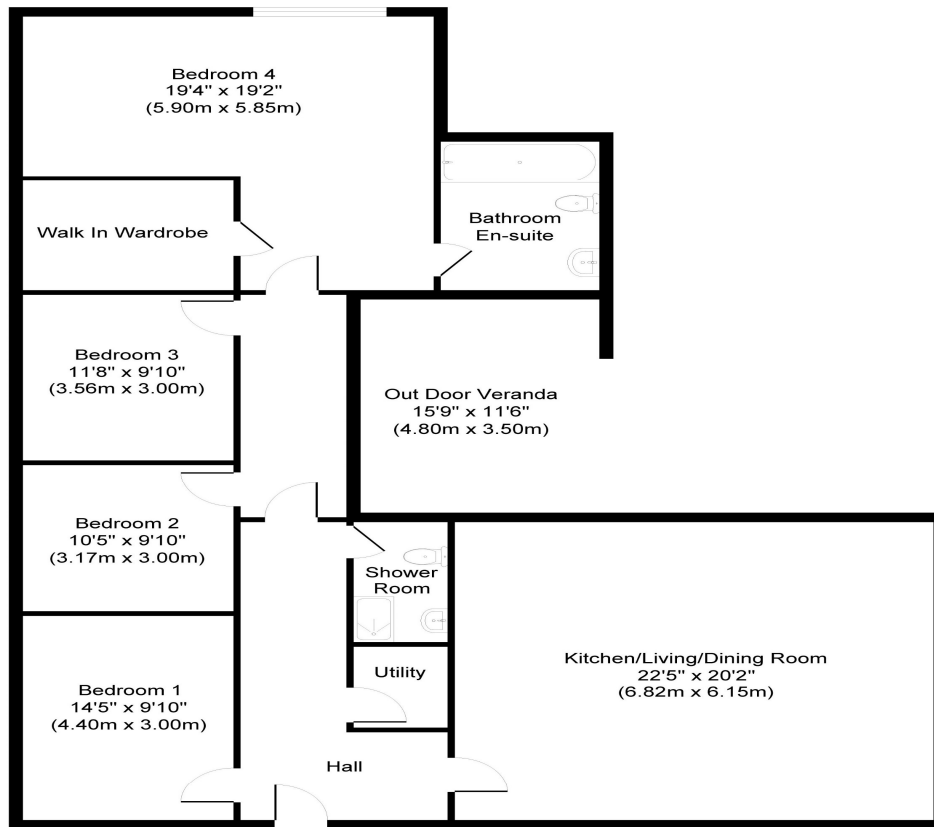 Bedroom 4
19'4" x 19'2"
(5.90m x 5.85m)
Walk In Wardrobe
Bathroom
En-suite
Bedroom 3
11'8" x 9'10"
(3.56m x 3.00m)
Out Door Veranda
15'9" x 11'6"
(4.80m x 3.50m)
Bedroom 2
10'5" x 9'10"
(3.17m x 3.00m)
Shower
Room
Kitchen/Living/Dining Room
22'5" x 20'2"
(6.82m x 6.15m)
Utility
Bedroom 1
14'5" x 9'10"
(4.40m x 3.00m)
Hall